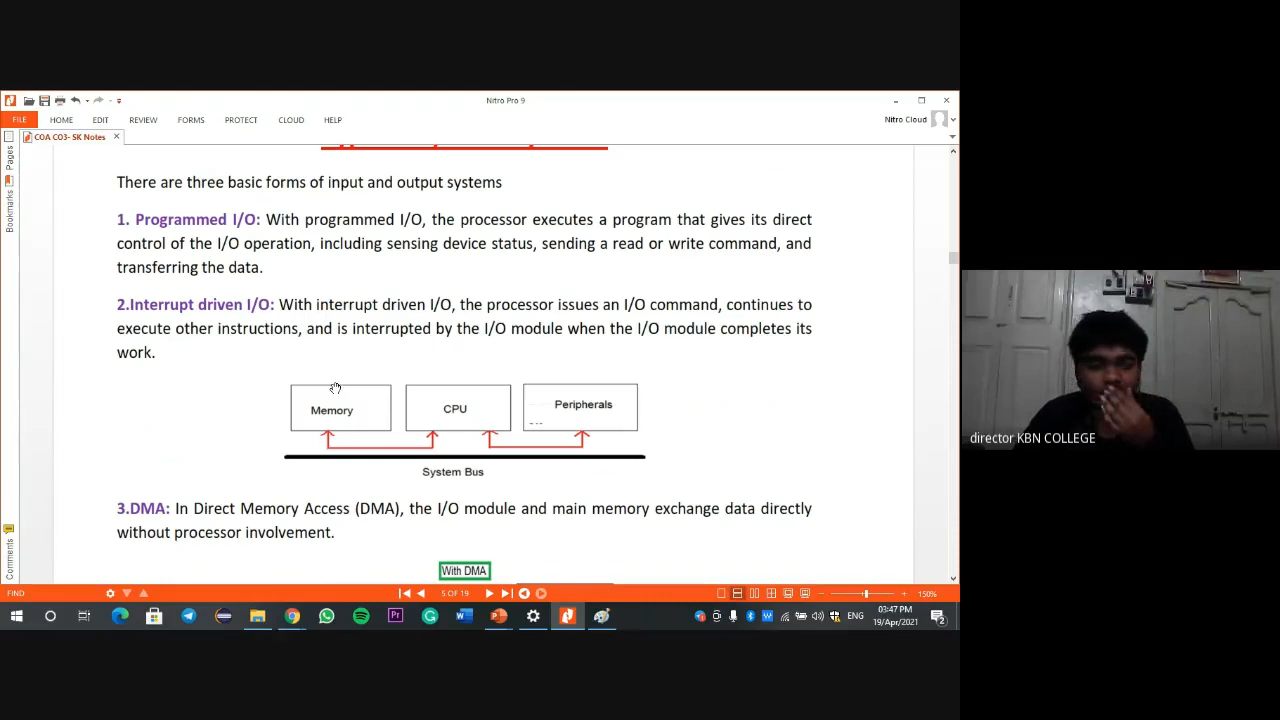 Nitro Pro 9
FILE HOME EDIT REVIEW FORMS PROTECT CLOUD HELP
Nitro Cloud
COA CO3- SK Notes
Pages
Bookmarks
Comments
There are three basic forms of input and output systems
1. Programmed I/O: With programmed I/O, the processor executes a program that gives its direct
control of the I/O operation, including sensing device status, sending a read or write command, and
transferring the data.
2.Interrupt driven I/O: With interrupt driven I/O, the processor issues an I/O command, continues to
execute other instructions, and is interrupted by the I/O module when the I/O module completes its
work.
Memory
CPU
Peripherals
System Bus
3.DMA: In Direct Memory Access (DMA), the I/O module and main memory exchange data directly
without processor involvement.
With DMA
FIND
5 OF 19
150%
ENG
03:47 PM
19/Apr/2021
2
director KBN COLLEGE